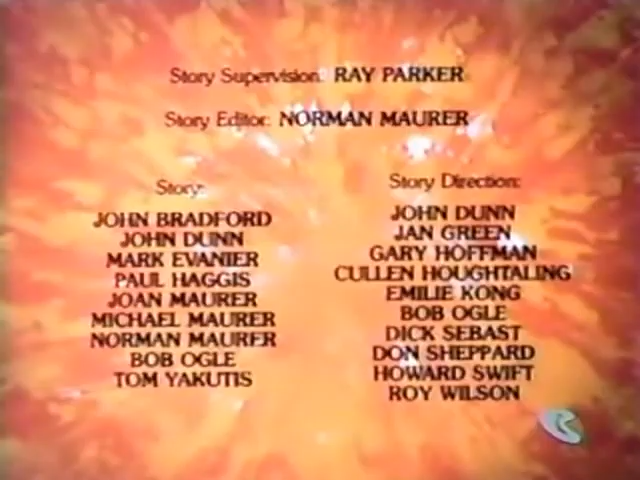 Story Supervision: RAY PARKER
Story Editor: NORMAN MAURER
Story:
JOHN BRADFORD
JOHN DUNN
MARK EVANIER
PAUL HAGGIS
JOAN MAURER
MICHAEL MAURER
NORMAN MAURER
BOB OGLE
TOM YAKUTIS
Story Direction:
JOHN DUNN
JAN GREEN
GARY HOFFMAN
CULLEN HOUGHTALING
EMILIE KONG
BOB OGLE
DICK SEBAST
DON SHEPPARD
HOWARD SWIFT
ROY WILSON